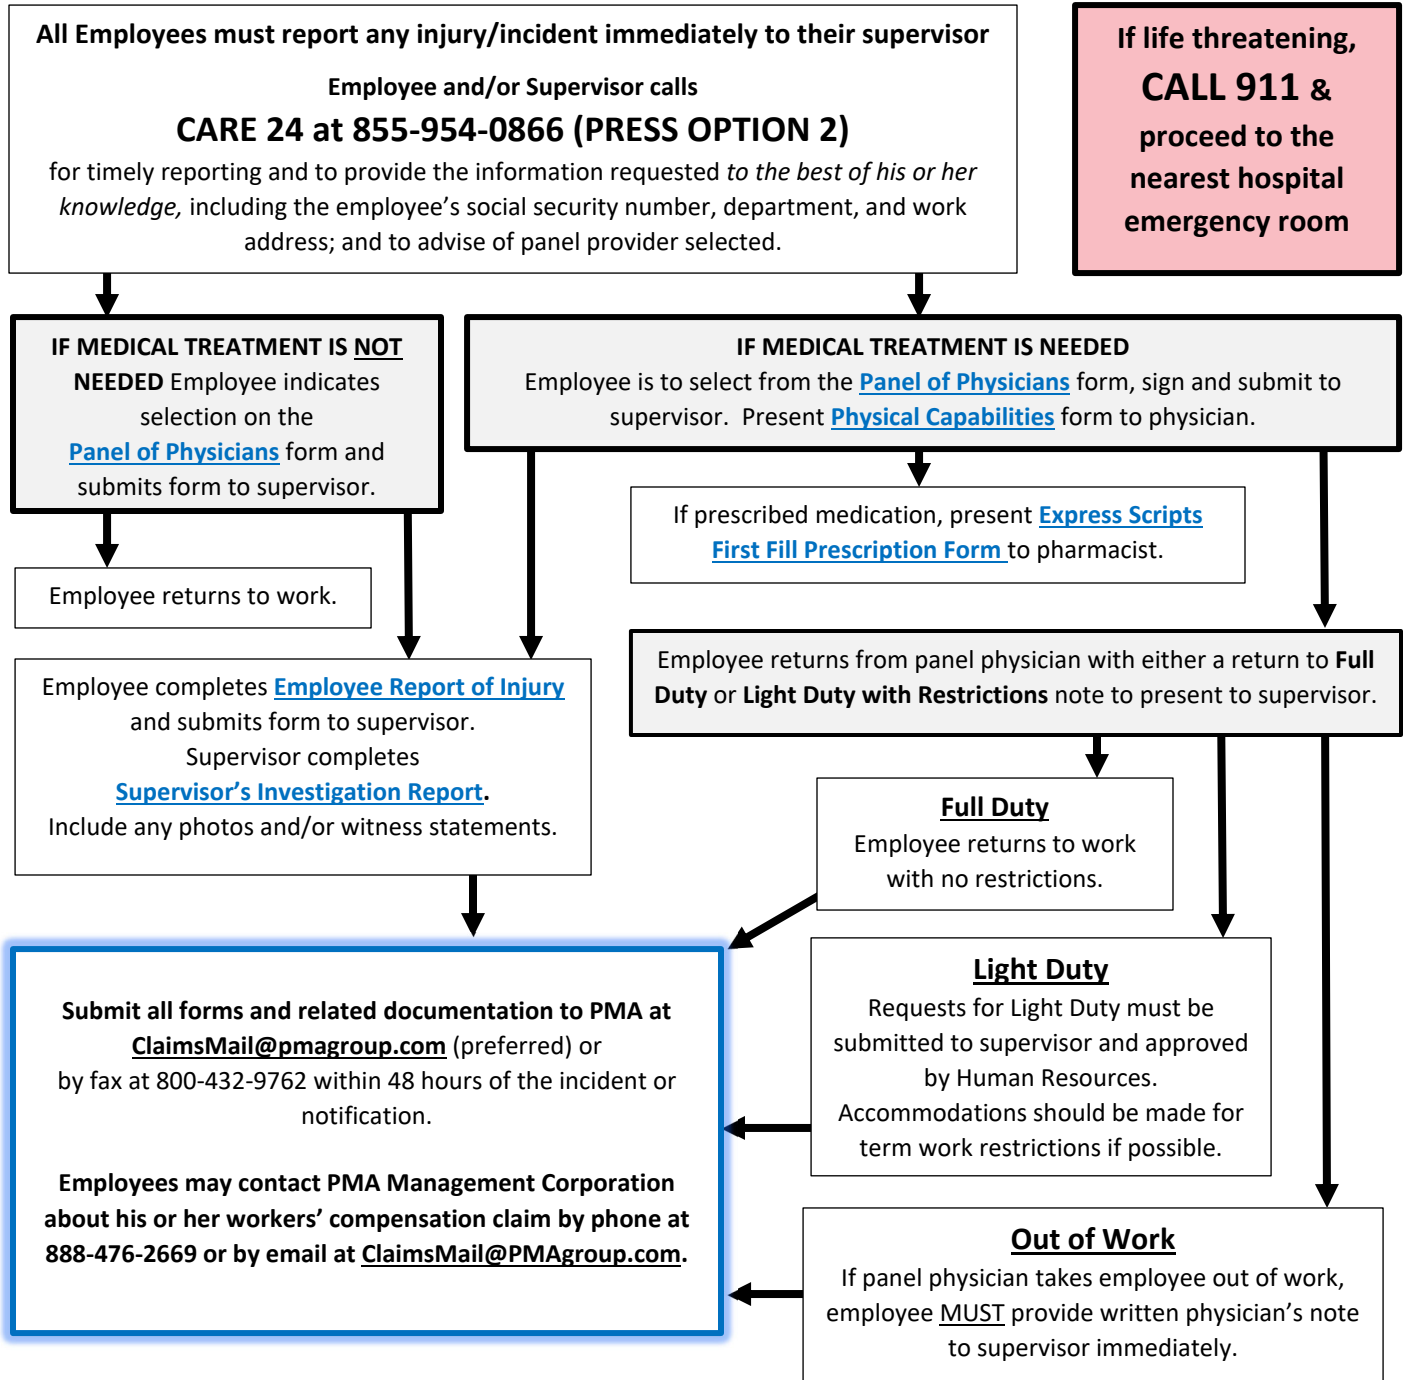 All Employees must report any injury/incident immediately to their supervisor
Employee and/or Supervisor calls
CARE 24 at 855-954-0866 (PRESS OPTION 2)
for timely reporting and to provide the information requested to the best of his or her
knowledge, including the employee's social security number, department, and work
address; and to advise of panel provider selected.
If life threatening,
CALL 911 &
proceed to the
nearest hospital
emergency room
IF MEDICAL TREATMENT IS NOT
NEEDED Employee indicates
selection on the
Panel of Physicians form and
submits form to supervisor.
IF MEDICAL TREATMENT IS NEEDED
Employee is to select from the Panel of Physicians form, sign and submit to
supervisor. Present Physical Capabilities form to physician.
If prescribed medication, present Express Scripts
First Fill Prescription Form to pharmacist.
Employee returns to work.
Employee returns from panel physician with either a return to Full
Duty or Light Duty with Restrictions note to present to supervisor.
Employee completes Employee Report of Injury
and submits form to supervisor.
Supervisor completes
Supervisor's Investigation Report.
Include any photos and/or witness statements.
Full Duty
Employee returns to work
with no restrictions.
Light Duty
Requests for Light Duty must be
submitted to supervisor and approved
by Human Resources.
Accommodations should be made for
term work restrictions if possible.
Submit all forms and related documentation to PMA at
ClaimsMail@pmagroup.com (preferred) or
by fax at 800-432-9762 within 48 hours of the incident or
notification.
Employees may contact PMA Management Corporation
about his or her workers' compensation claim by phone at
888-476-2669 or by email at ClaimsMail@PMAgroup.com.
Out of Work
If panel physician takes employee out of work,
employee MUST provide written physician's note
to supervisor immediately.